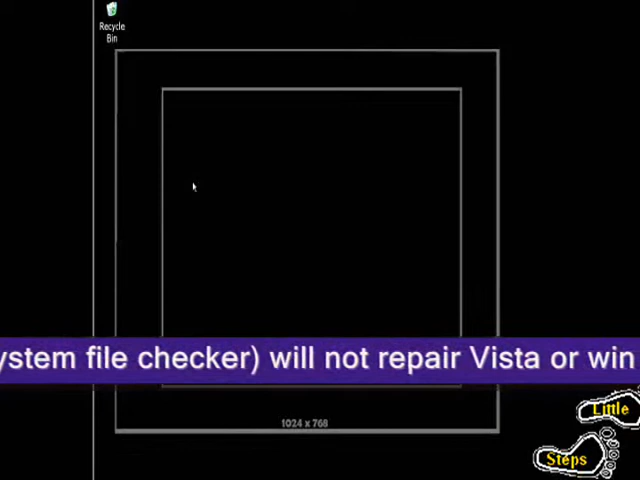 Recycle
Bin
ystem file checker) will not repair Vista or win
1024 x 768
Little
Steps